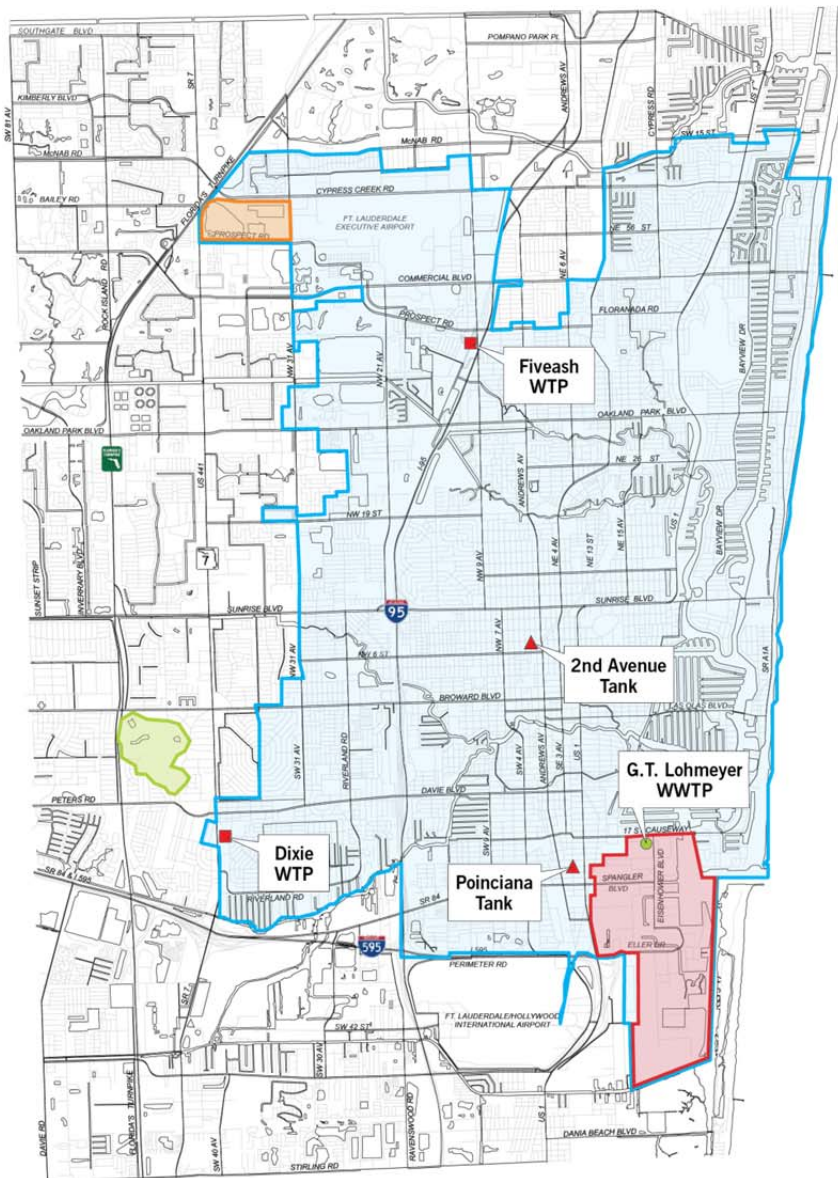 SOUTHGATE BLVD
POMPANO PARK PL
KIMBERLY BLVD
SW 81 AV
SR 7
ANDREWS AV
CYPRESS RD
US 1
SW 15 ST
McNAB RD
McNAB RD
FLORIDA'S TURNPIKE
CYPRESS CREEK RD
BAILEY RD
PROSPECT RD
FT. LAUDERDALE
EXECUTIVE AIRPORT
NE 56 ST
NE 6 AV
ROCK ISLAND RD
COMMERCIAL BLVD
PROSPECT RD
FLORANADA RD
BAYVIEW DR
NW 31 AV
NW 21 AV
Fiveash
WTP
OAKLAND PARK BLVD
OAKLAND PARK BLVD
FLORIDA'S
TURNPIKE
US 441
I-95
ANDREWS AV
NE 26 ST
NW 19 ST
NW 9 AV
NE 4 AV
NE 13 ST
NE 15 AV
US 1
BAYVIEW DR
SUNSET STRIP
INVERRARY BLVD
7
SUNRISE BLVD
95
SUNRISE BLVD
NW 31 AV
NW 6 ST
NW 7 AV
2nd Avenue
Tank
SR A1A
BROWARD BLVD
LAS OLAS BLVD
SW 31 AV
RIVERLAND RD
SW 4 AV
ANDREWS AV
SE 3 AV
US 1
G.T. Lohmeyer
WWTP
PETERS RD
DAVIE BLVD
17 ST CAUSEWAY
Dixie
WTP
SW 9 AV
SR 84 & I 595
RIVERLAND RD
SR 84
Poinciana
Tank
SPANGLER
BLVD
EISENHOWER BLVD
595
I 595
ELLER DR
PERIMETER RD
SR 7
FT. LAUDERDALE/HOLLYWOOD
INTERNATIONAL AIRPORT
SW 42 ST
SW 30 AV
DAVIE RD
FLORIDA'S TURNPIKE
SW 40 AV
RAVENSWOOD RD
US 1
DANIA BEACH BLVD
STIRLING RD